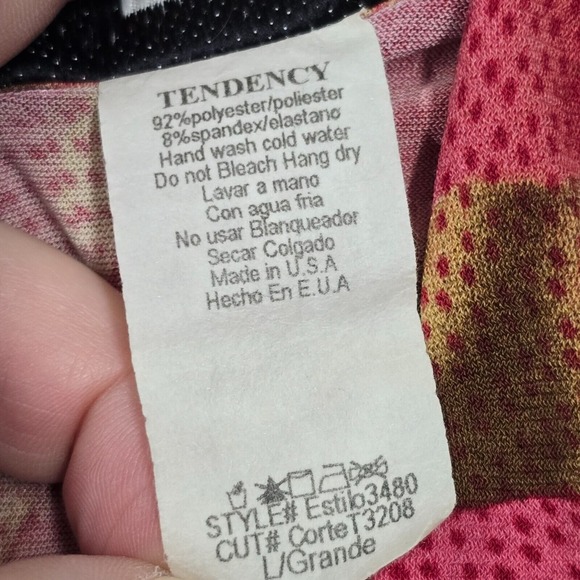 TENDENCY
92%polyester/poliester
8%spandex/elastano
Hand wash cold water
Do not Bleach Hang dry
Lavar a mano
Con agua fria
No usar Blanqueador
Secar Colgado
Made in U.S.A
Hecho En E.U.A
STYLE# Estilo3480
CUT# CorteT3208
L/Grande